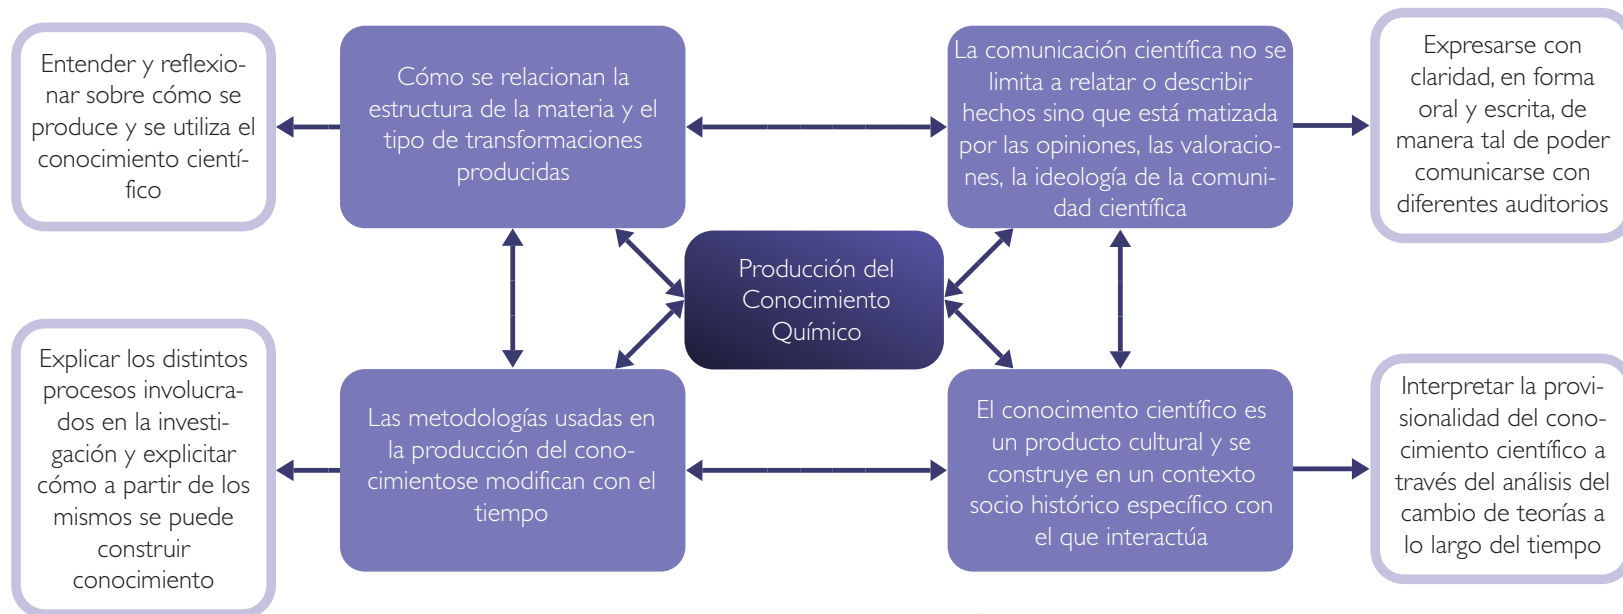 Entender y reflexio-
nar sobre cómo se
produce y se utiliza el
conocimiento cientí-
fico
Cómo se relacionan la
estructura de la materia y el
tipo de transformaciones
producidas
La comunicación científica no se
limita a relatar o describir
hechos sino que está matizada
por las opiniones, las valoracio-
nes, la ideología de la comuni-
dad científica
Expresarse con
claridad, en forma
oral y escrita, de
manera tal de poder
comunicarse con
diferentes auditorios
Producción del
Conocimiento
Químico
Explicar los distintos
procesos involucra-
dos en la investi-
gación y explicitar
cómo a partir de los
mismos se puede
construir
conocimiento
Las metodologías usadas en
la producción del cono-
cimientose modifican con el
tiempo
El conocimento científico es
un producto cultural y se
construye en un contexto
socio histórico específico con
el que interactúa
Interpretar la provi-
sionalidad del cono-
cimiento científico a
través del análisis del
cambio de teorías a
lo largo del tiempo